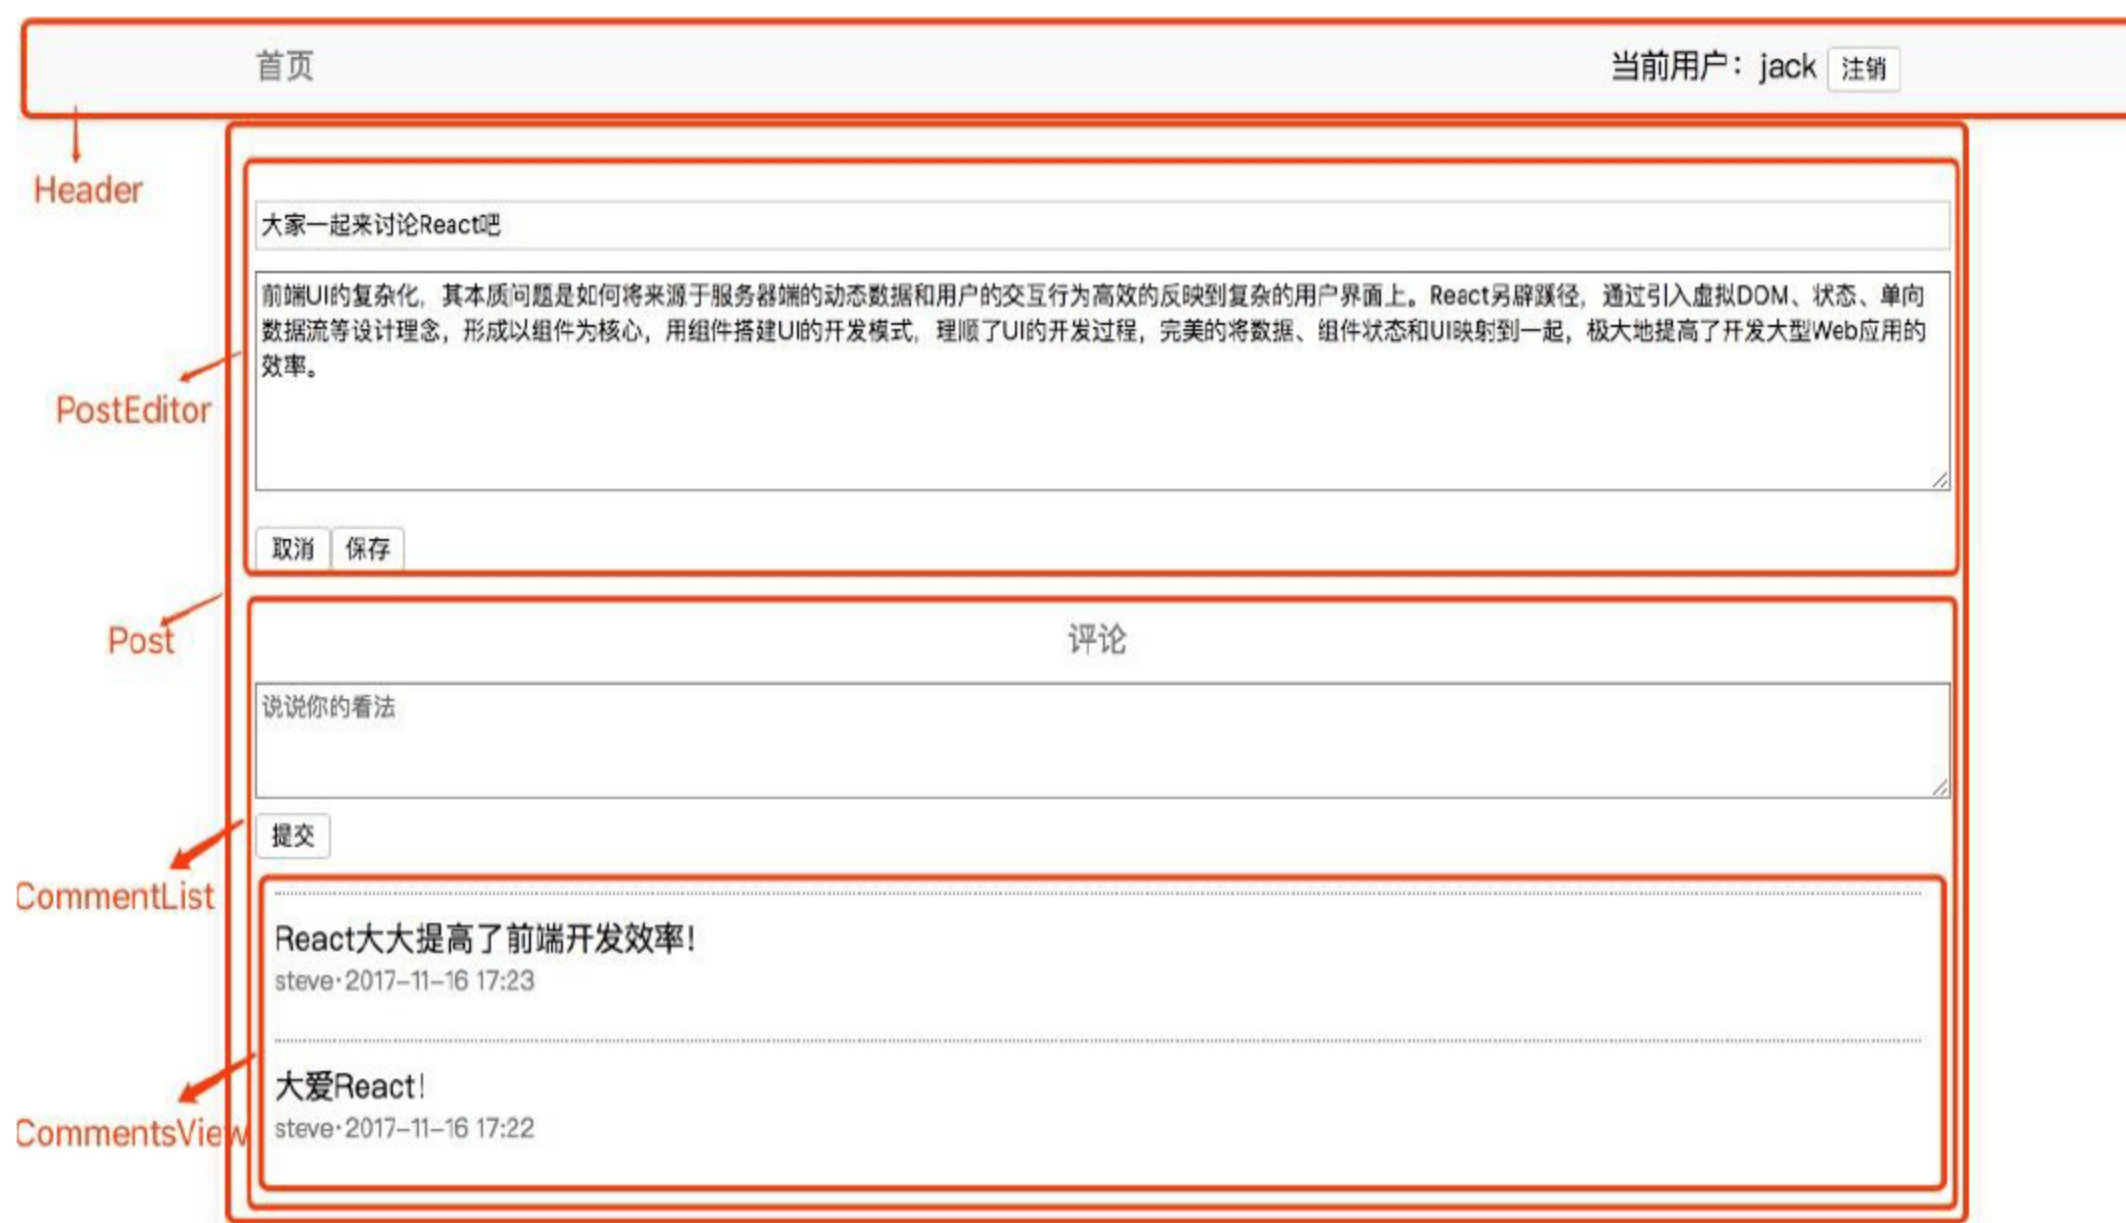 首页
当前用户：jack 注销
Header
大家一起来讨论React吧
前端UI的复杂化，其本质问题是如何将来源于服务器端的动态数据和用户的交互行为高效的反映到复杂的用户界面上。React另辟蹊径，通过引入虚拟DOM、状态、单向
数据流等设计理念，形成以组件为核心，用组件搭建UI的开发模式，理顺了UI的开发过程，完美的将数据、组件状态和UI映射到一起，极大地提高了开发大型Web应用的
效率。
PostEditor
取消 保存
Post
评论
说说你的看法
提交
CommentList
React大大提高了前端开发效率!
steve·2017-11-16 17:23
大爱React!
steve·2017-11-16 17:22
CommentsView